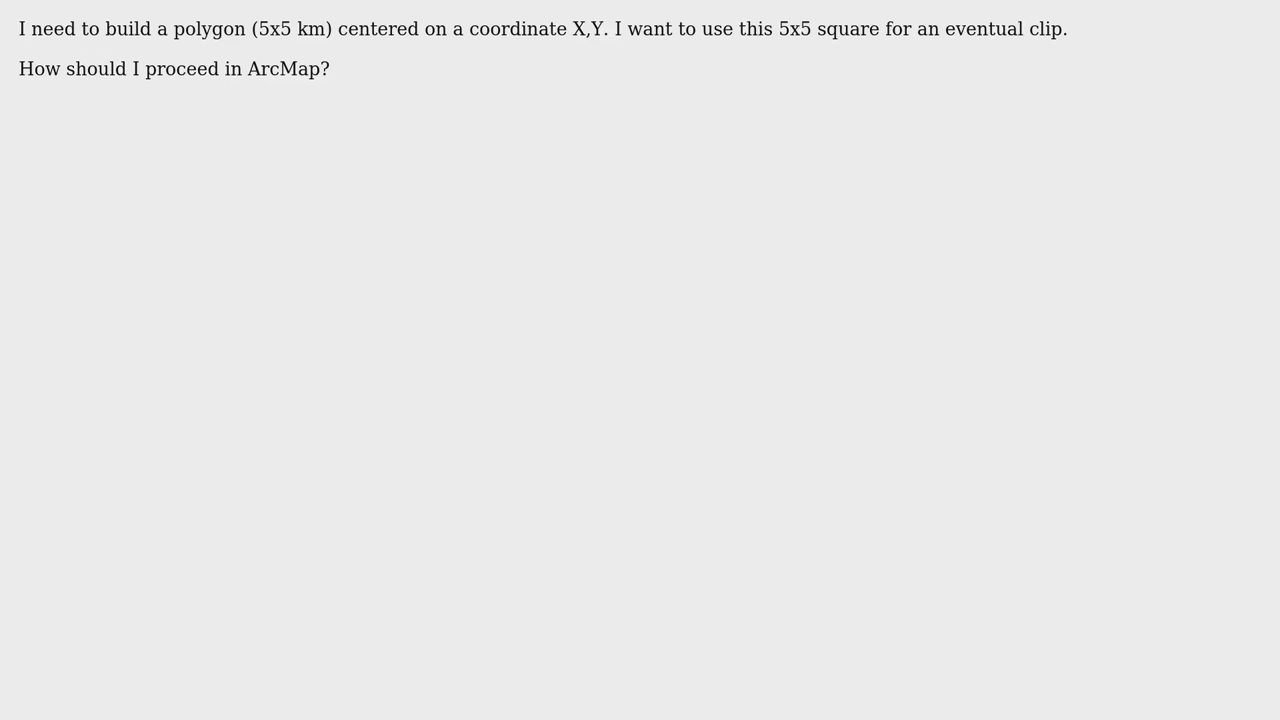 I need to build a polygon (5x5 km) centered on a coordinate X,Y. I want to use this 5x5 square for an eventual clip.
How should I proceed in ArcMap?